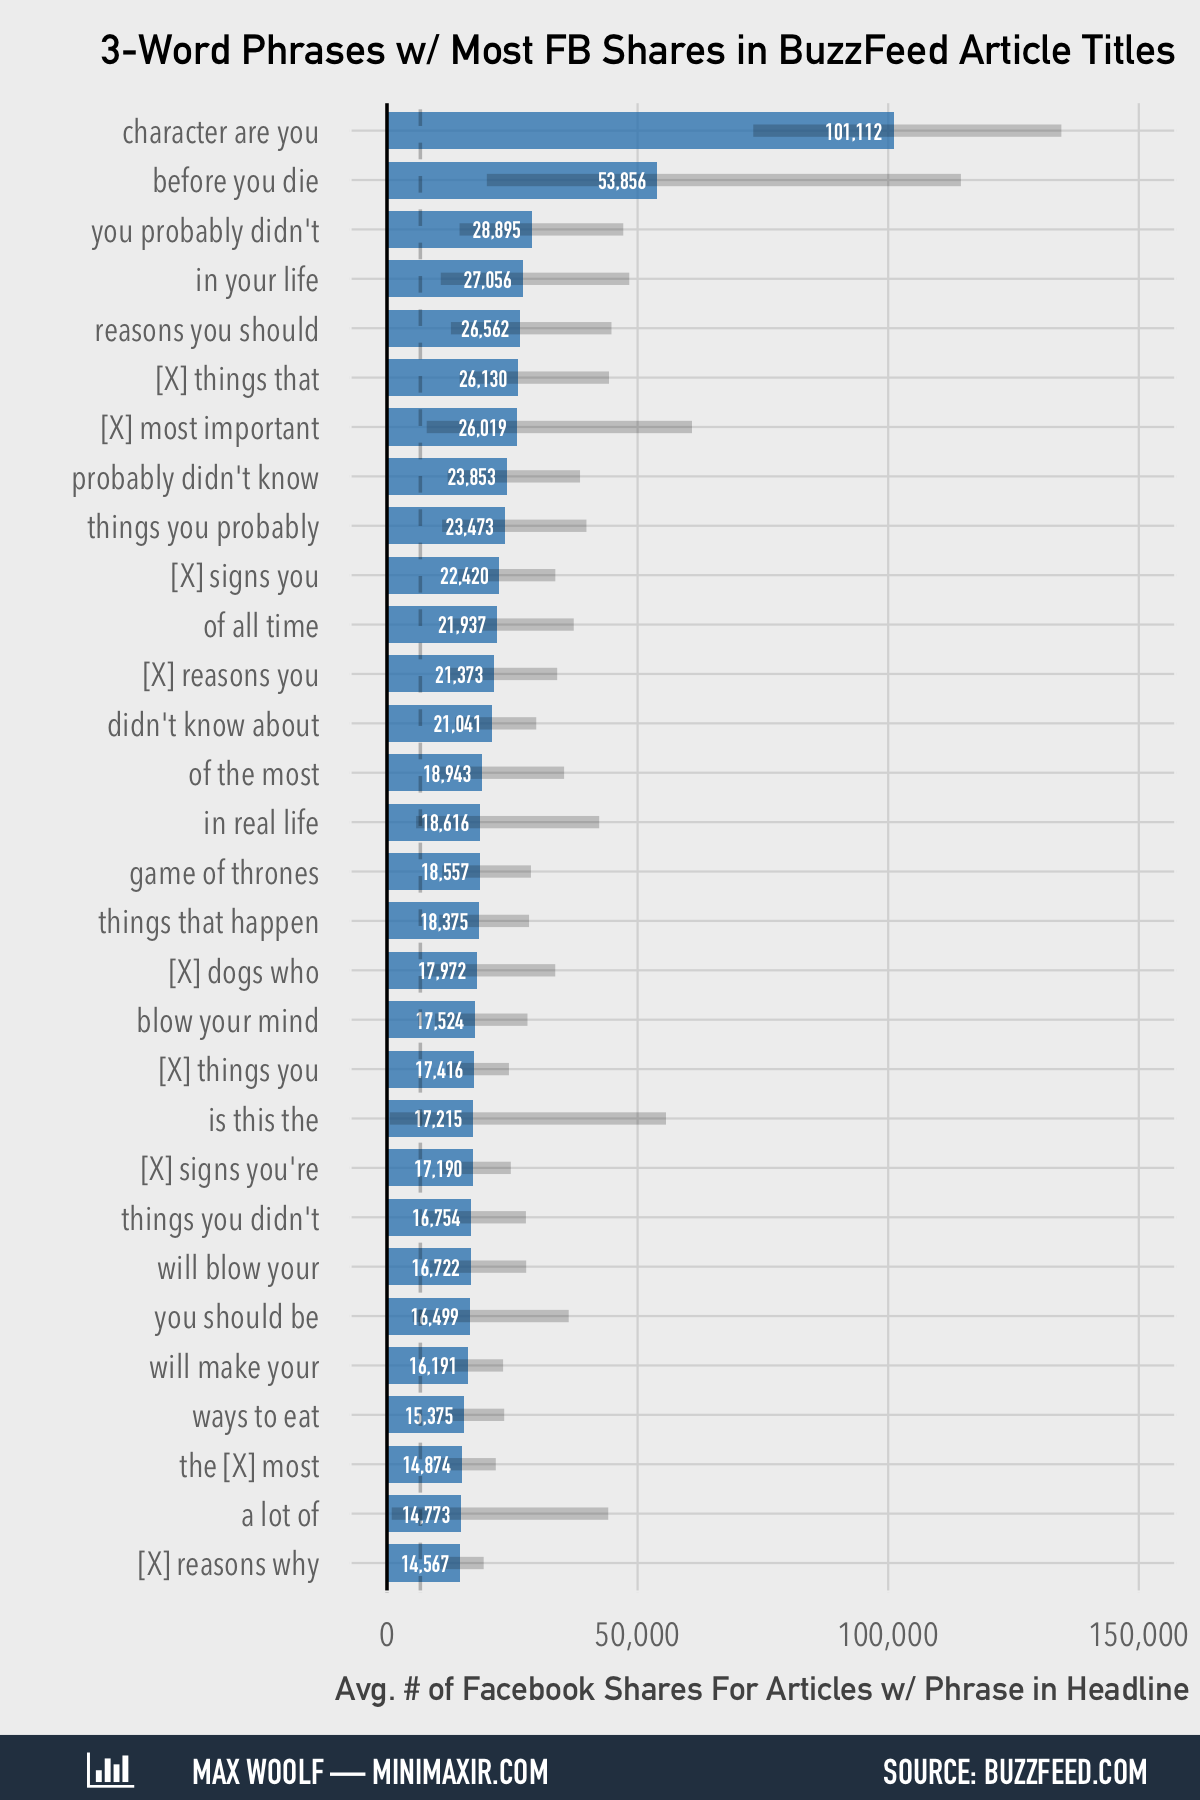 3-Word Phrases w/ Most FB Shares in BuzzFeed Article Titles
character are you 101,112
before you die 53,856
you probably didn't 28,895
in your life 27,056
reasons you should 26,562
[X] things that 26,130
[X] most important 26,019
probably didn't know 23,853
things you probably 23,473
[X] signs you 22,420
of all time 21,937
[X] reasons you 21,373
didn't know about 21,041
of the most 18,943
in real life 18,616
game of thrones 18,557
things that happen 18,375
[X] dogs who 17,972
blow your mind 17,524
[X] things you 17,416
is this the 17,215
[X] signs you're 17,190
things you didn't 16,754
will blow your 16,722
you should be 16,499
will make your 16,191
ways to eat 15,375
the [X] most 14,874
a lot of 14,773
[X] reasons why 14,567
0 50,000 100,000 150,000
Avg. # of Facebook Shares For Articles w/ Phrase in Headline
MAX WOOLF — MINIMAXIR.COM SOURCE: BUZZFEED.COM